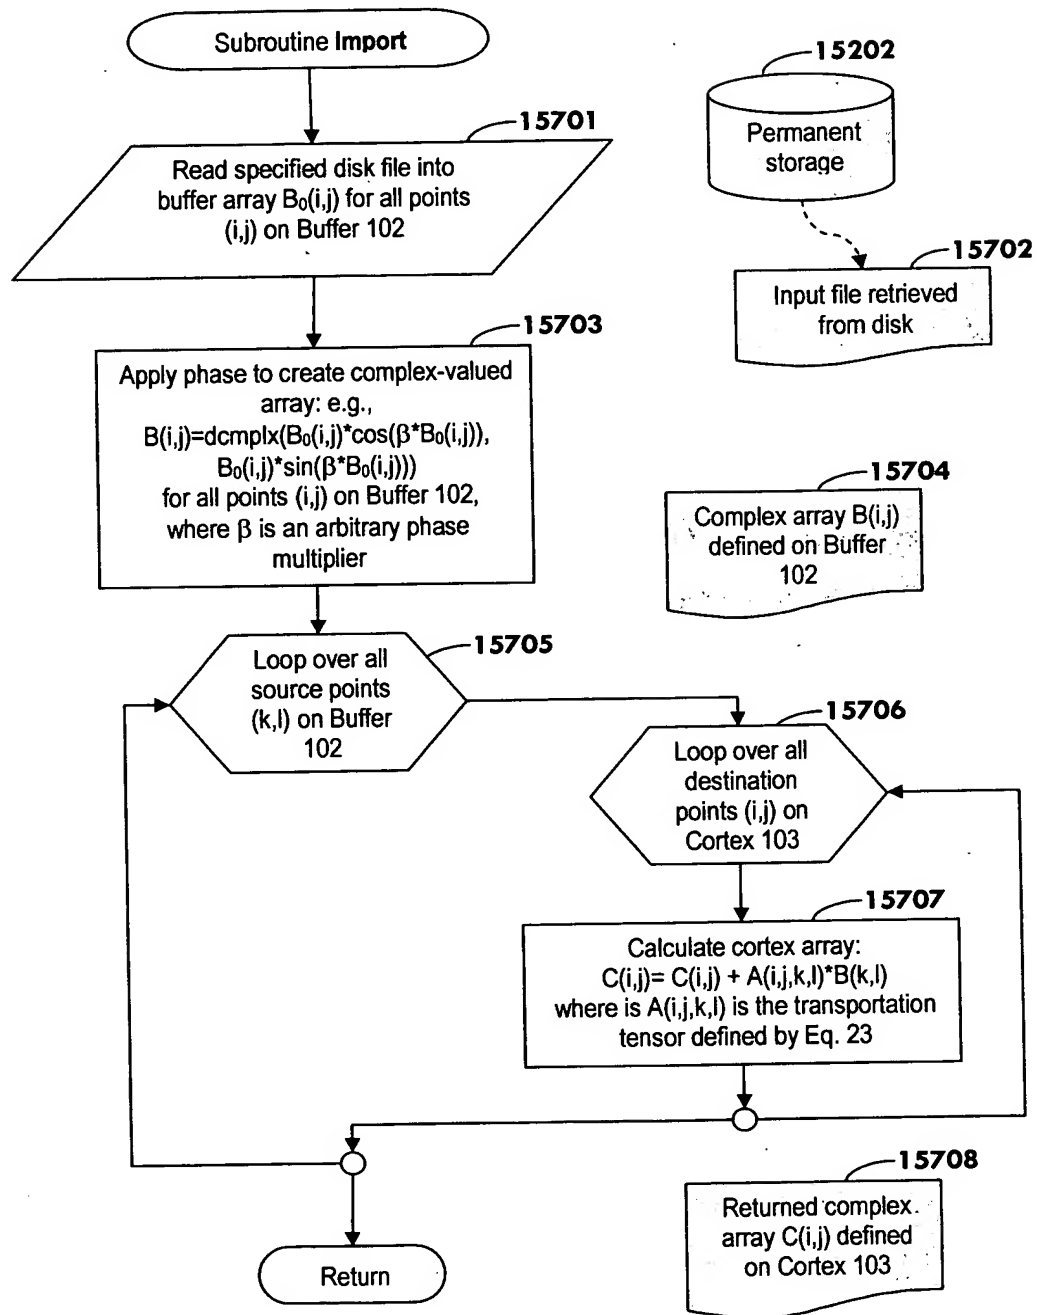 Subroutine Import
15701
Read specified disk file into
buffer array B₀(i,j) for all points
(i,j) on Buffer 102
15202
Permanent
storage
15702
Input file retrieved
from disk
15703
Apply phase to create complex-valued
array: e.g.,
B(i,j)=dcmplx(B₀(i,j)*cos(β*B₀(i,j)),
B₀(i,j)*sin(β*B₀(i,j)))
for all points (i,j) on Buffer 102,
where β is an arbitrary phase
multiplier
15704
Complex array B(i,j)
defined on Buffer
102
15705
Loop over all
source points
(k,l) on Buffer
102
15706
Loop over all
destination
points (i,j) on
Cortex 103
15707
Calculate cortex array:
C(i,j)= C(i,j) + A(i,j,k,l)*B(k,l)
where is A(i,j,k,l) is the transportation
tensor defined by Eq. 23
15708
Returned complex
array C(i,j) defined
on Cortex 103
Return